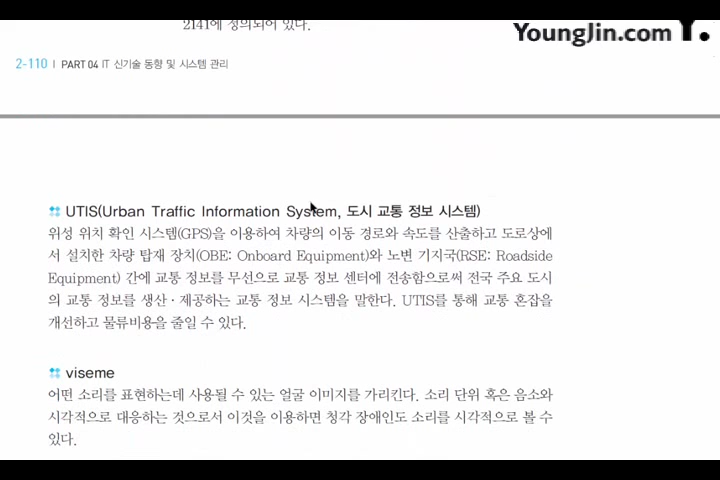 2141에 정의되어 있다.
YoungJin.com Y.
2-110 | PART 04 IT 신기술 동향 및 시스템 관리
UTIS(Urban Traffic Information System, 도시 교통 정보 시스템)
위성 위치 확인 시스템(GPS)을 이용하여 차량의 이동 경로와 속도를 산출하고 도로상에
서 설치한 차량 탑재 장치(OBE: Onboard Equipment)와 노변 기지국(RSE: Roadside
Equipment) 간에 교통 정보를 무선으로 교통 정보 센터에 전송함으로써 전국 주요 도시
의 교통 정보를 생산·제공하는 교통 정보 시스템을 말한다. UTIS를 통해 교통 혼잡을
개선하고 물류비용을 줄일 수 있다.
viseme
어떤 소리를 표현하는데 사용될 수 있는 얼굴 이미지를 가리킨다. 소리 단위 혹은 음소와
시각적으로 대응하는 것으로서 이것을 이용하면 청각 장애인도 소리를 시각적으로 볼 수
있다.